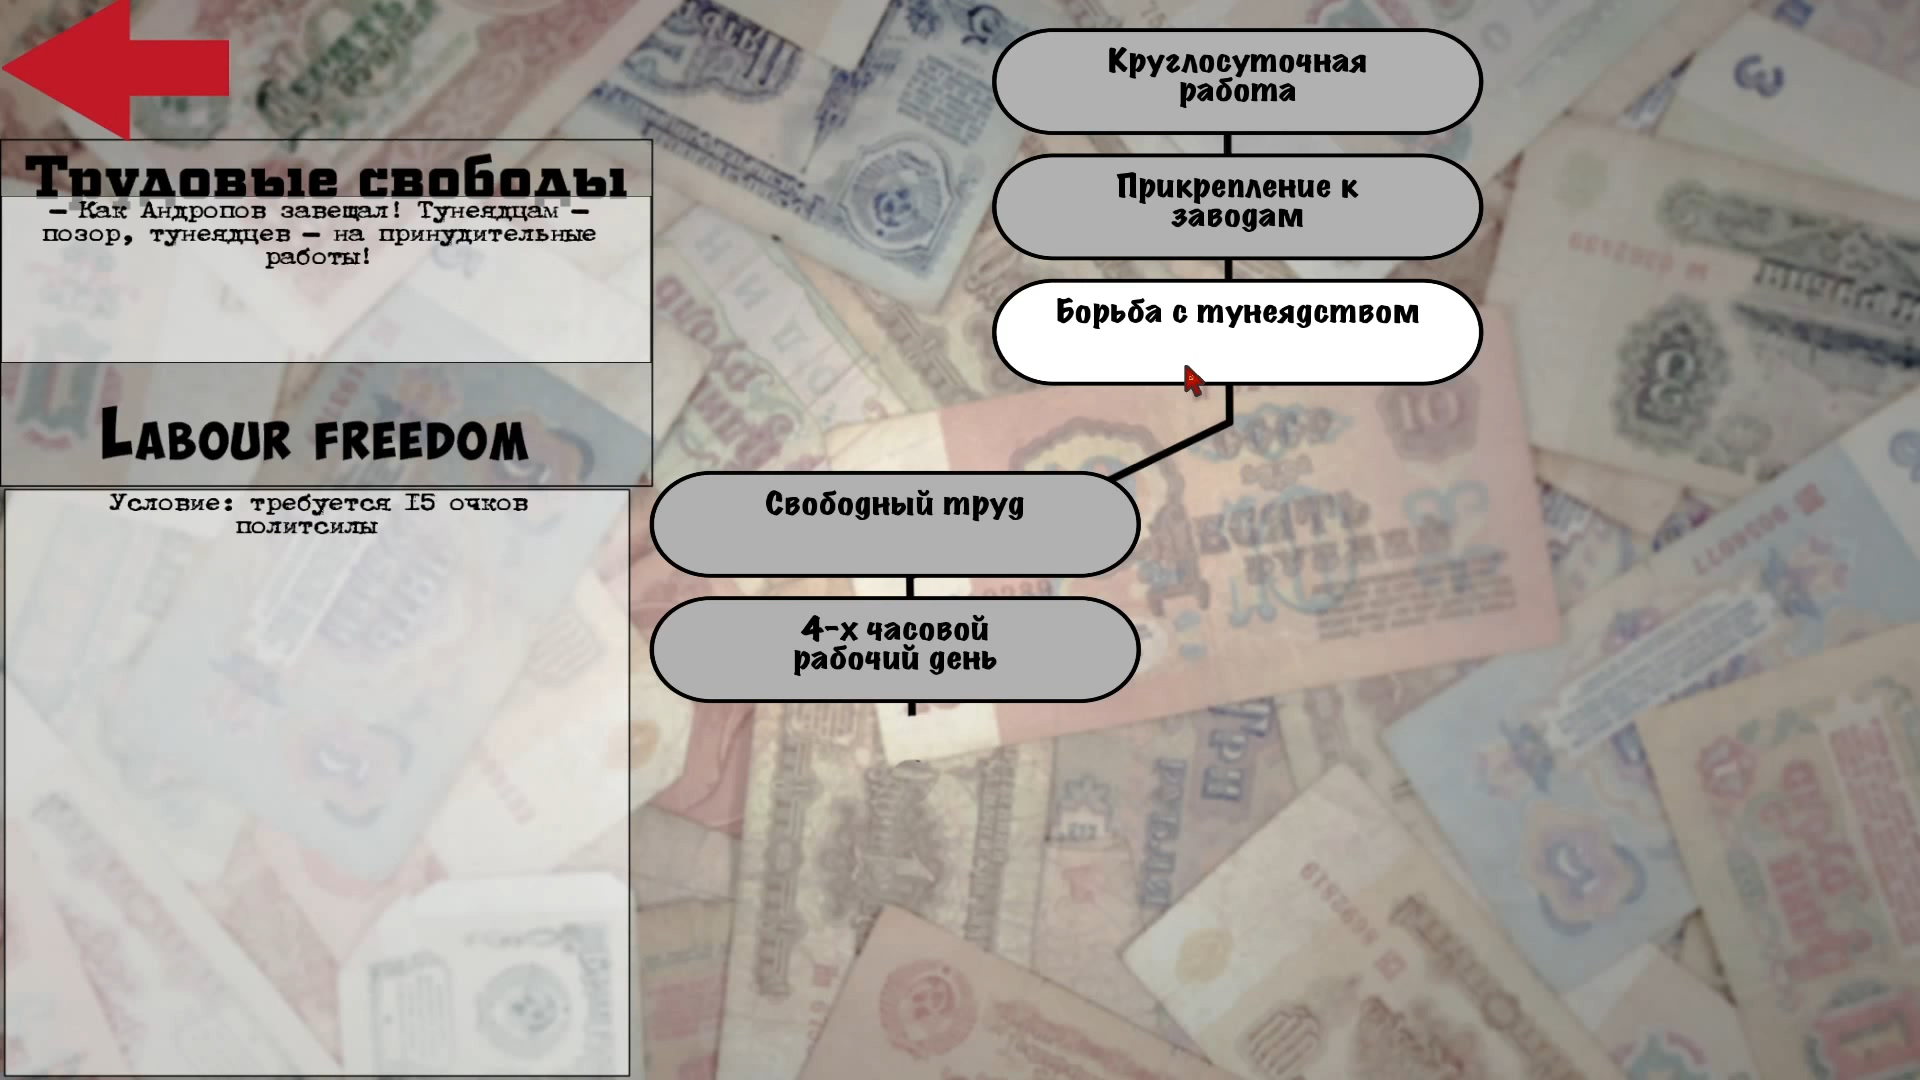 Трудовые свободы
— Как Андропов завещал! Тунеядцам —
позор, тунеядцев — на принудительные
работы!
LABOUR FREEDOM
Условие: требуется 15 очков
политсилы
Круглосуточная
работа
Прикрепление к
заводам
Борьба с тунеядством
Свободный труд
4-х часовой
рабочий день